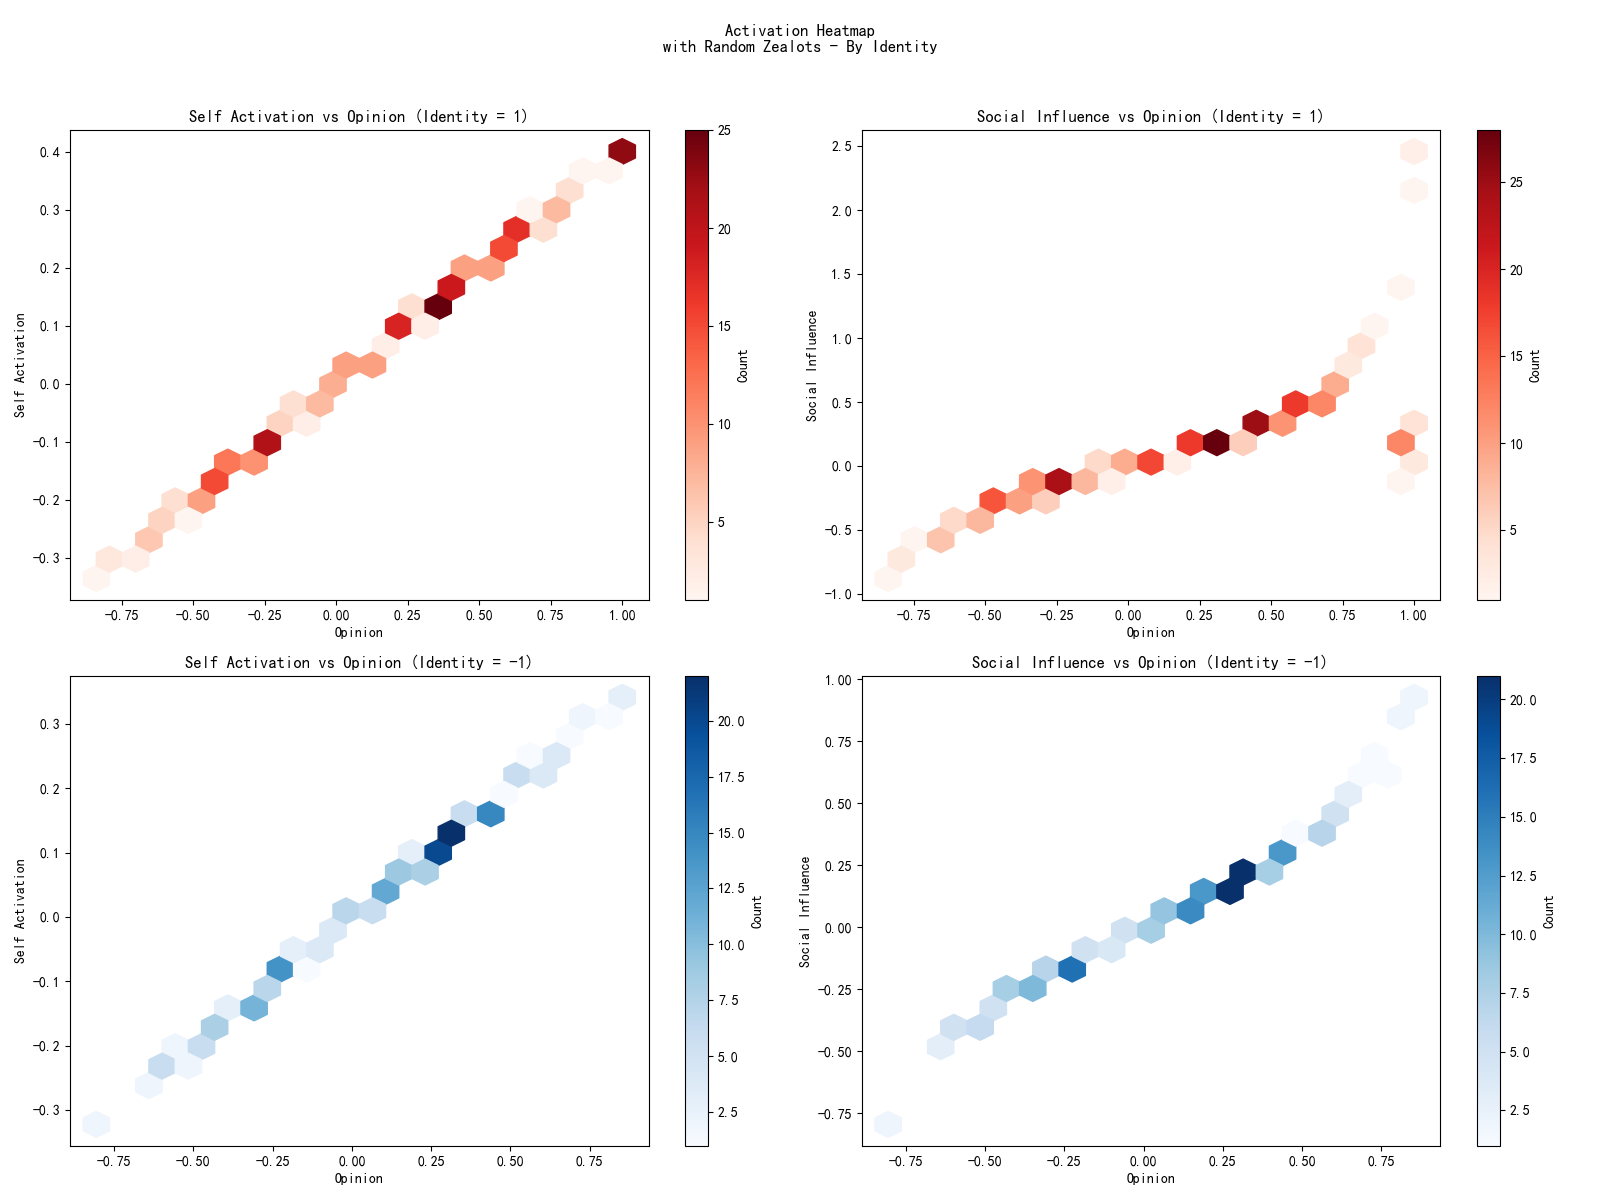 Activation Heatmap
with Random Zealots - By Identity
Self Activation vs Opinion (Identity = 1)
Self Activation
0.4
0.3
0.2
0.1
0.0
−0.1
−0.2
−0.3
−0.75 −0.50 −0.25 0.00 0.25 0.50 0.75 1.00
Opinion
25
20
15
10
5
Count
Social Influence vs Opinion (Identity = 1)
Social Influence
2.5
2.0
1.5
1.0
0.5
0.0
−0.5
−1.0
−0.75 −0.50 −0.25 0.00 0.25 0.50 0.75 1.00
Opinion
25
20
15
10
5
Count
Self Activation vs Opinion (Identity = -1)
Self Activation
0.3
0.2
0.1
0.0
−0.1
−0.2
−0.3
−0.75 −0.50 −0.25 0.00 0.25 0.50 0.75
Opinion
20.0
17.5
15.0
12.5
10.0
7.5
5.0
2.5
Count
Social Influence vs Opinion (Identity = -1)
Social Influence
1.00
0.75
0.50
0.25
0.00
−0.25
−0.50
−0.75
−0.75 −0.50 −0.25 0.00 0.25 0.50 0.75
Opinion
20.0
17.5
15.0
12.5
10.0
7.5
5.0
2.5
Count